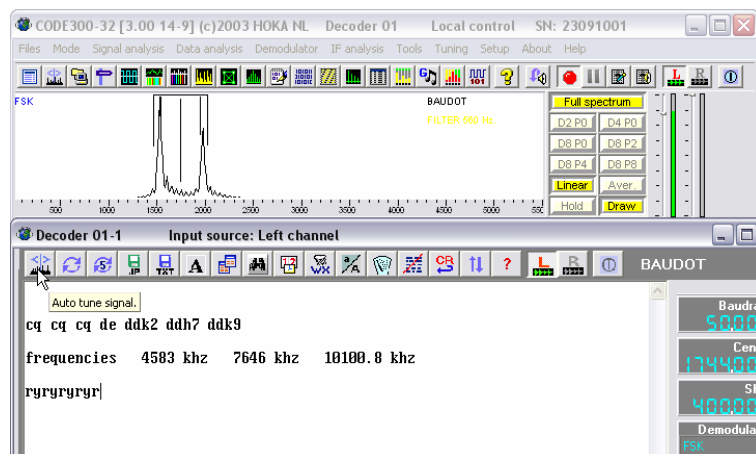 CODE300-32 [3.00 14-9] (c)2003 HOKA NL Decoder 01 Local control SN: 23091001
Files Mode Signal analysis Data analysis Demodulator IF analysis Tools Tuning Setup About Help
FSK
BAUDOT
FILTER 500 Hz
Full spectrum
D2 P0 D4 P0
D8 P0 D8 P2
D8 P4 D8 P8
Linear Aver.
Hold Draw
500 1000 1500 2000 2500 3000 3500 4000 4500 5000 550
Decoder 01-1 Input source: Left channel
BAUDOT
Auto tune signal.
cq cq cq de ddk2 ddh7 ddk9
frequencies 4583 khz 7646 khz 10100.8 khz
ryryryryr
Baudra
50.00
Cen
1744.00
SI
400.00
Demodula
FSK